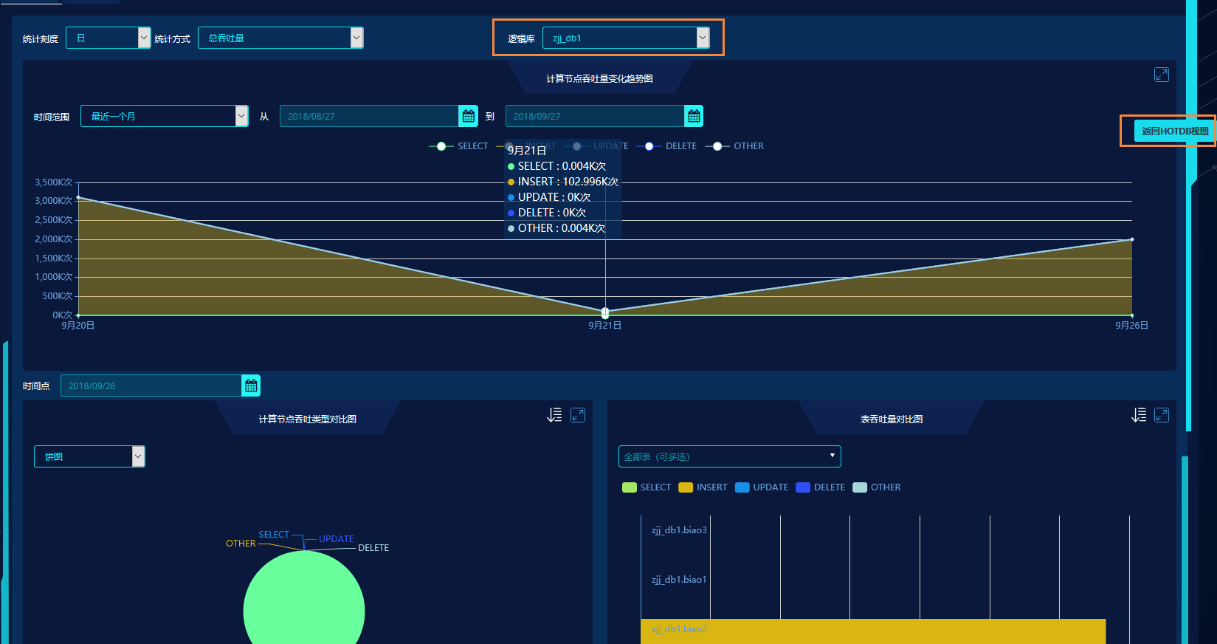 统计刻度 日 统计方式 总吞吐量 逻辑库 zjj_db1
计算节点吞吐量变化趋势图
时间范围 最近一个月 从 2018/08/27 到 2018/09/27
返回HOTDB视图
SELECT INSERT UPDATE DELETE OTHER
9月21日
SELECT : 0.004K次
INSERT : 102.996K次
UPDATE : 0K次
DELETE : 0K次
OTHER : 0.004K次
3,500K次
3,000K次
2,500K次
2,000K次
1,500K次
1,000K次
500K次
0K次
9月20日 9月21日 9月26日
时间点 2018/09/26
计算节点吞吐类型对比图
饼图
SELECT
UPDATE
OTHER
DELETE
表吞吐量对比图
全部表（可多选）
SELECT INSERT UPDATE DELETE OTHER
zjj_db1.biao3
zjj_db1.biao1
zjj_db1.biao2